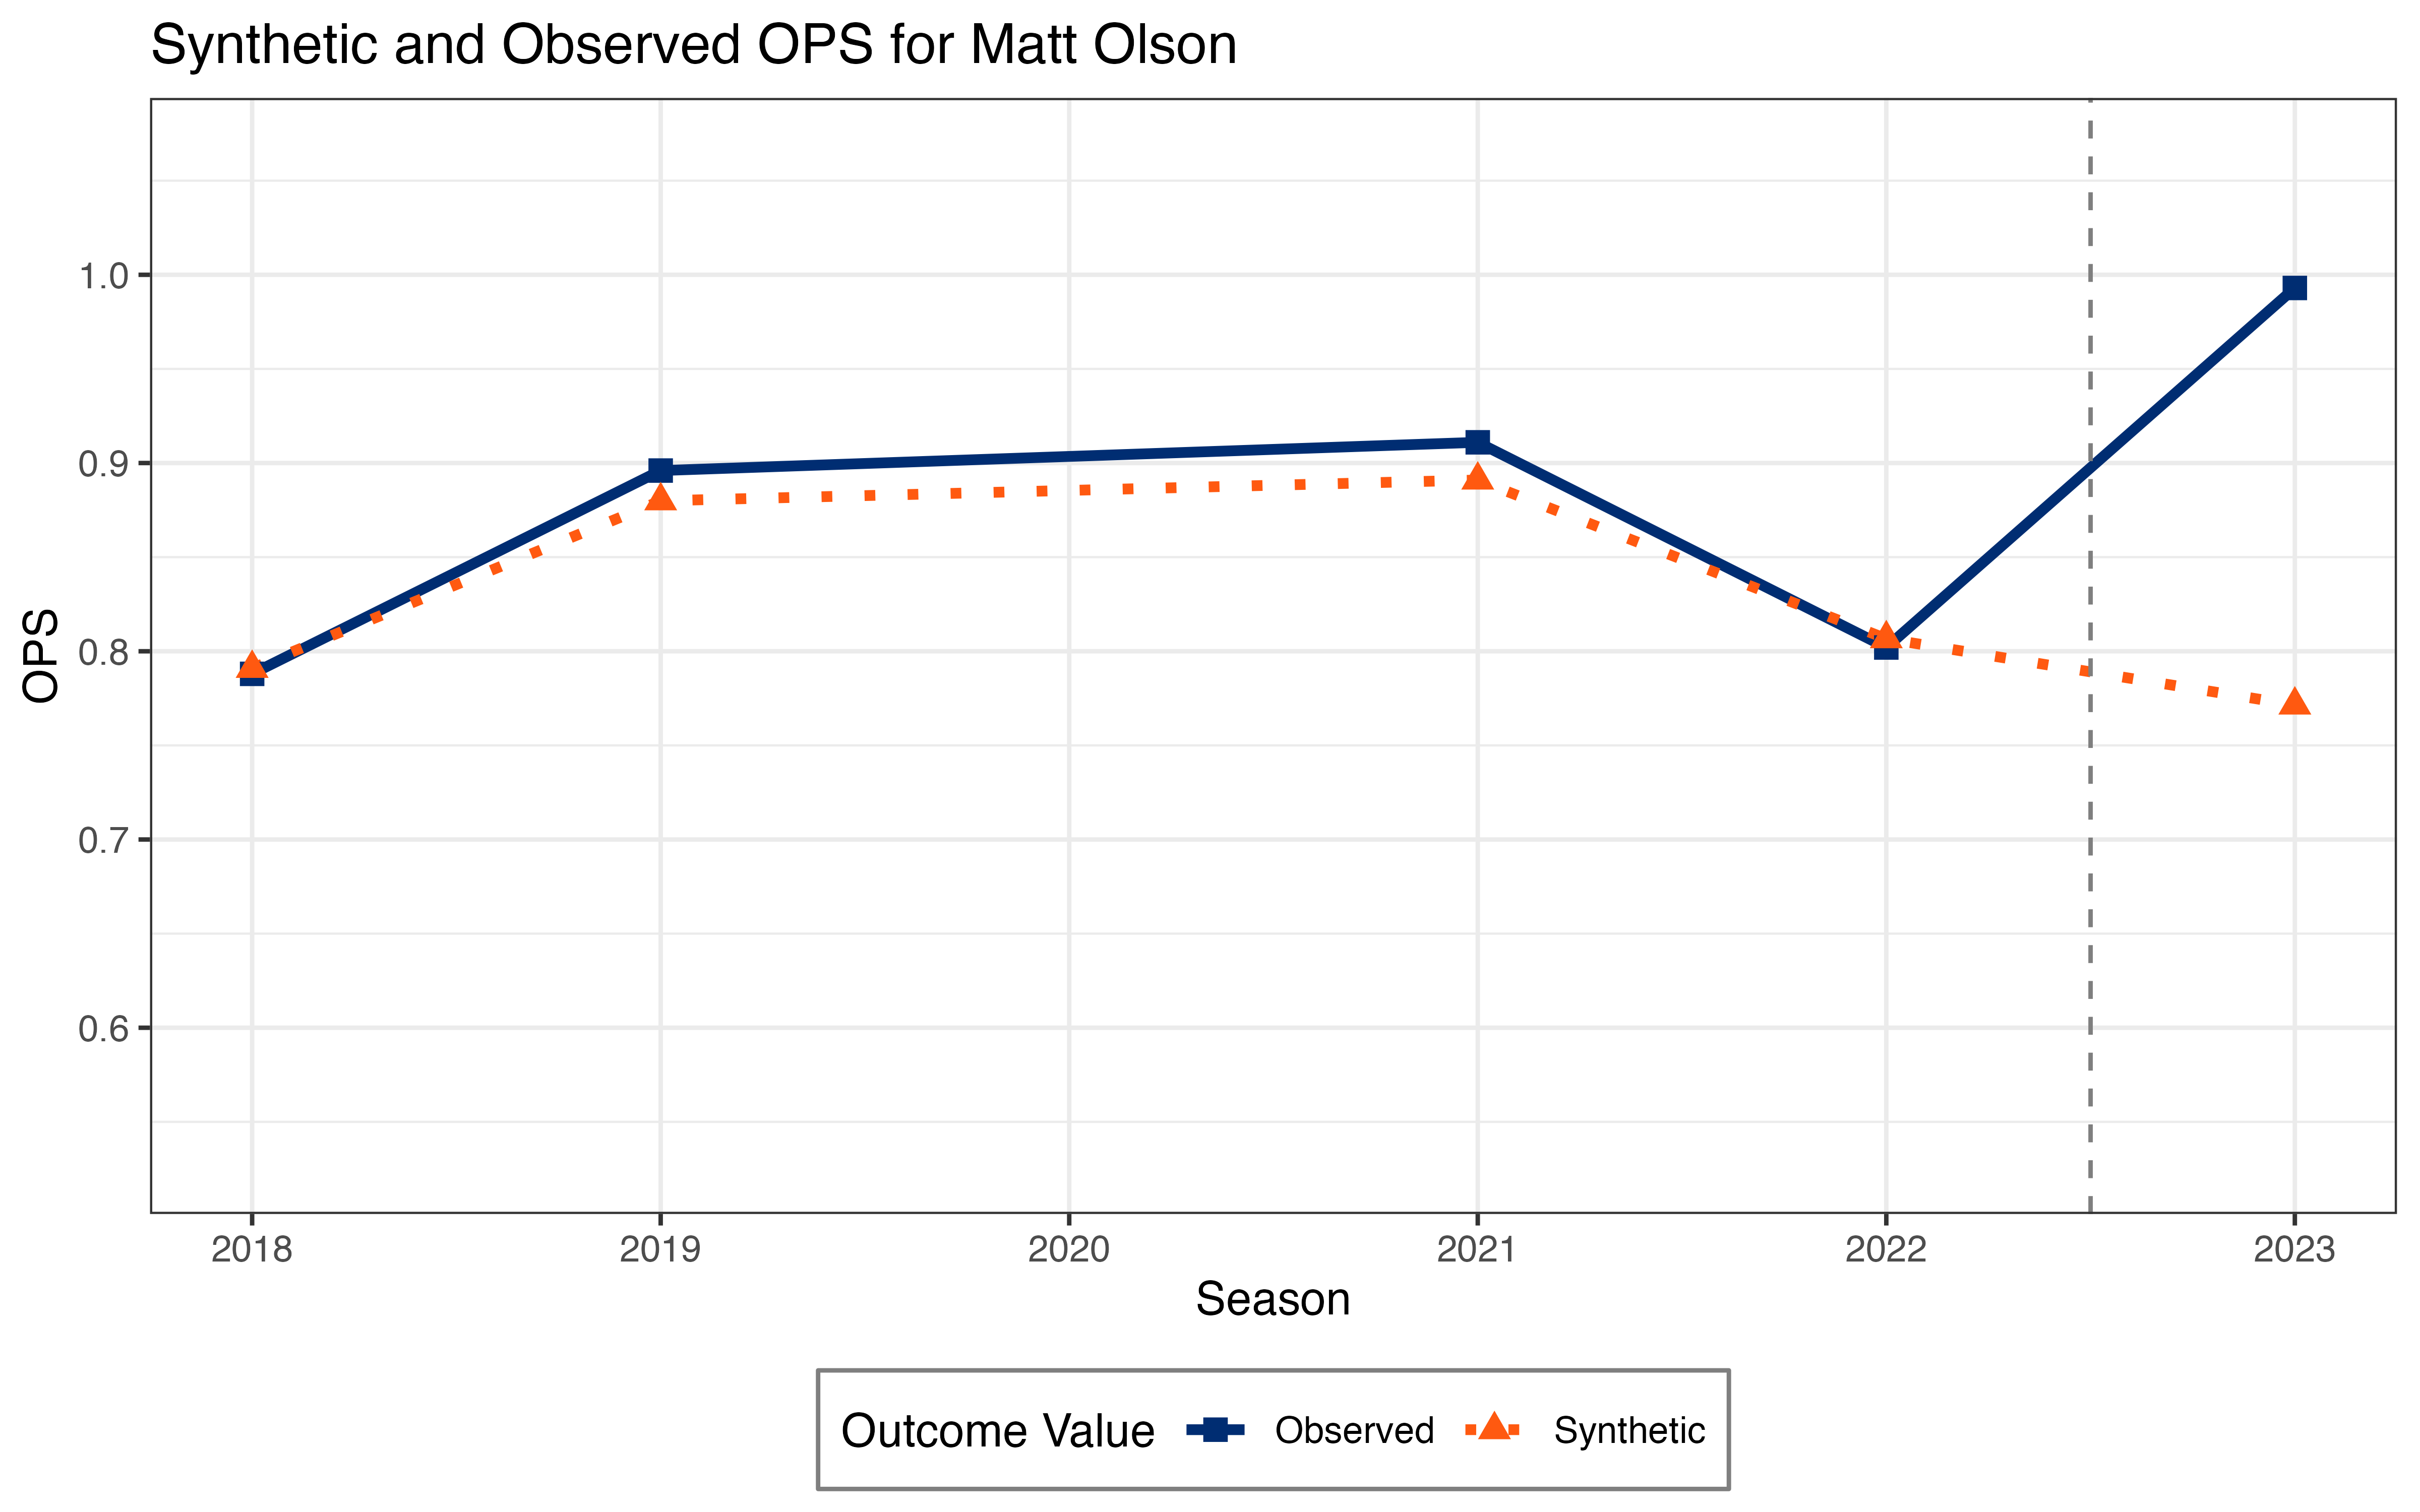 Synthetic and Observed OPS for Matt Olson
OPS
1.0
0.9
0.8
0.7
0.6
2018 2019 2020 2021 2022 2023
Season
Outcome Value Observed Synthetic